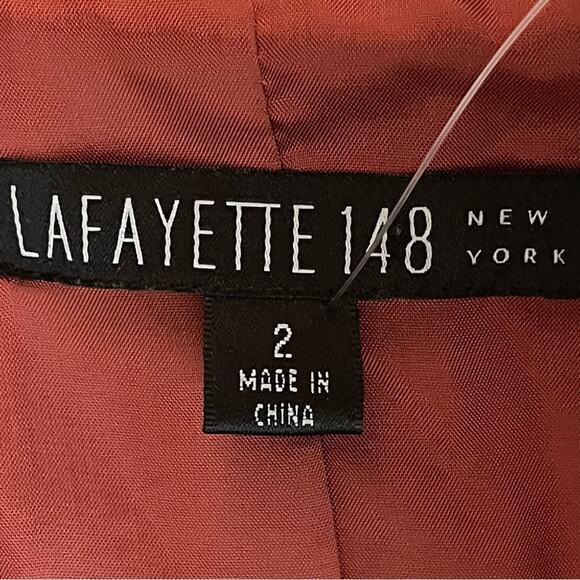 LAFAYETTE 148 NEW YORK
2
MADE IN
CHINA